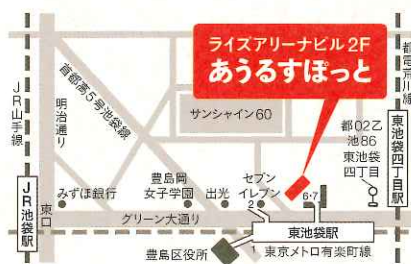 ライズアリーナビル2F
あうるすぽっと
都電荒川線
首都高5号池袋線
JR山手線
明治通り
サンシャイン60
都02乙
池86
東池袋
四丁目
東池袋四丁目駅
豊島岡
女子学園
セブン
イレブン
みずほ銀行
出光
2
6・7
東口
グリーン大通り
JR池袋駅
東池袋駅
豊島区役所
東京メトロ有楽町線